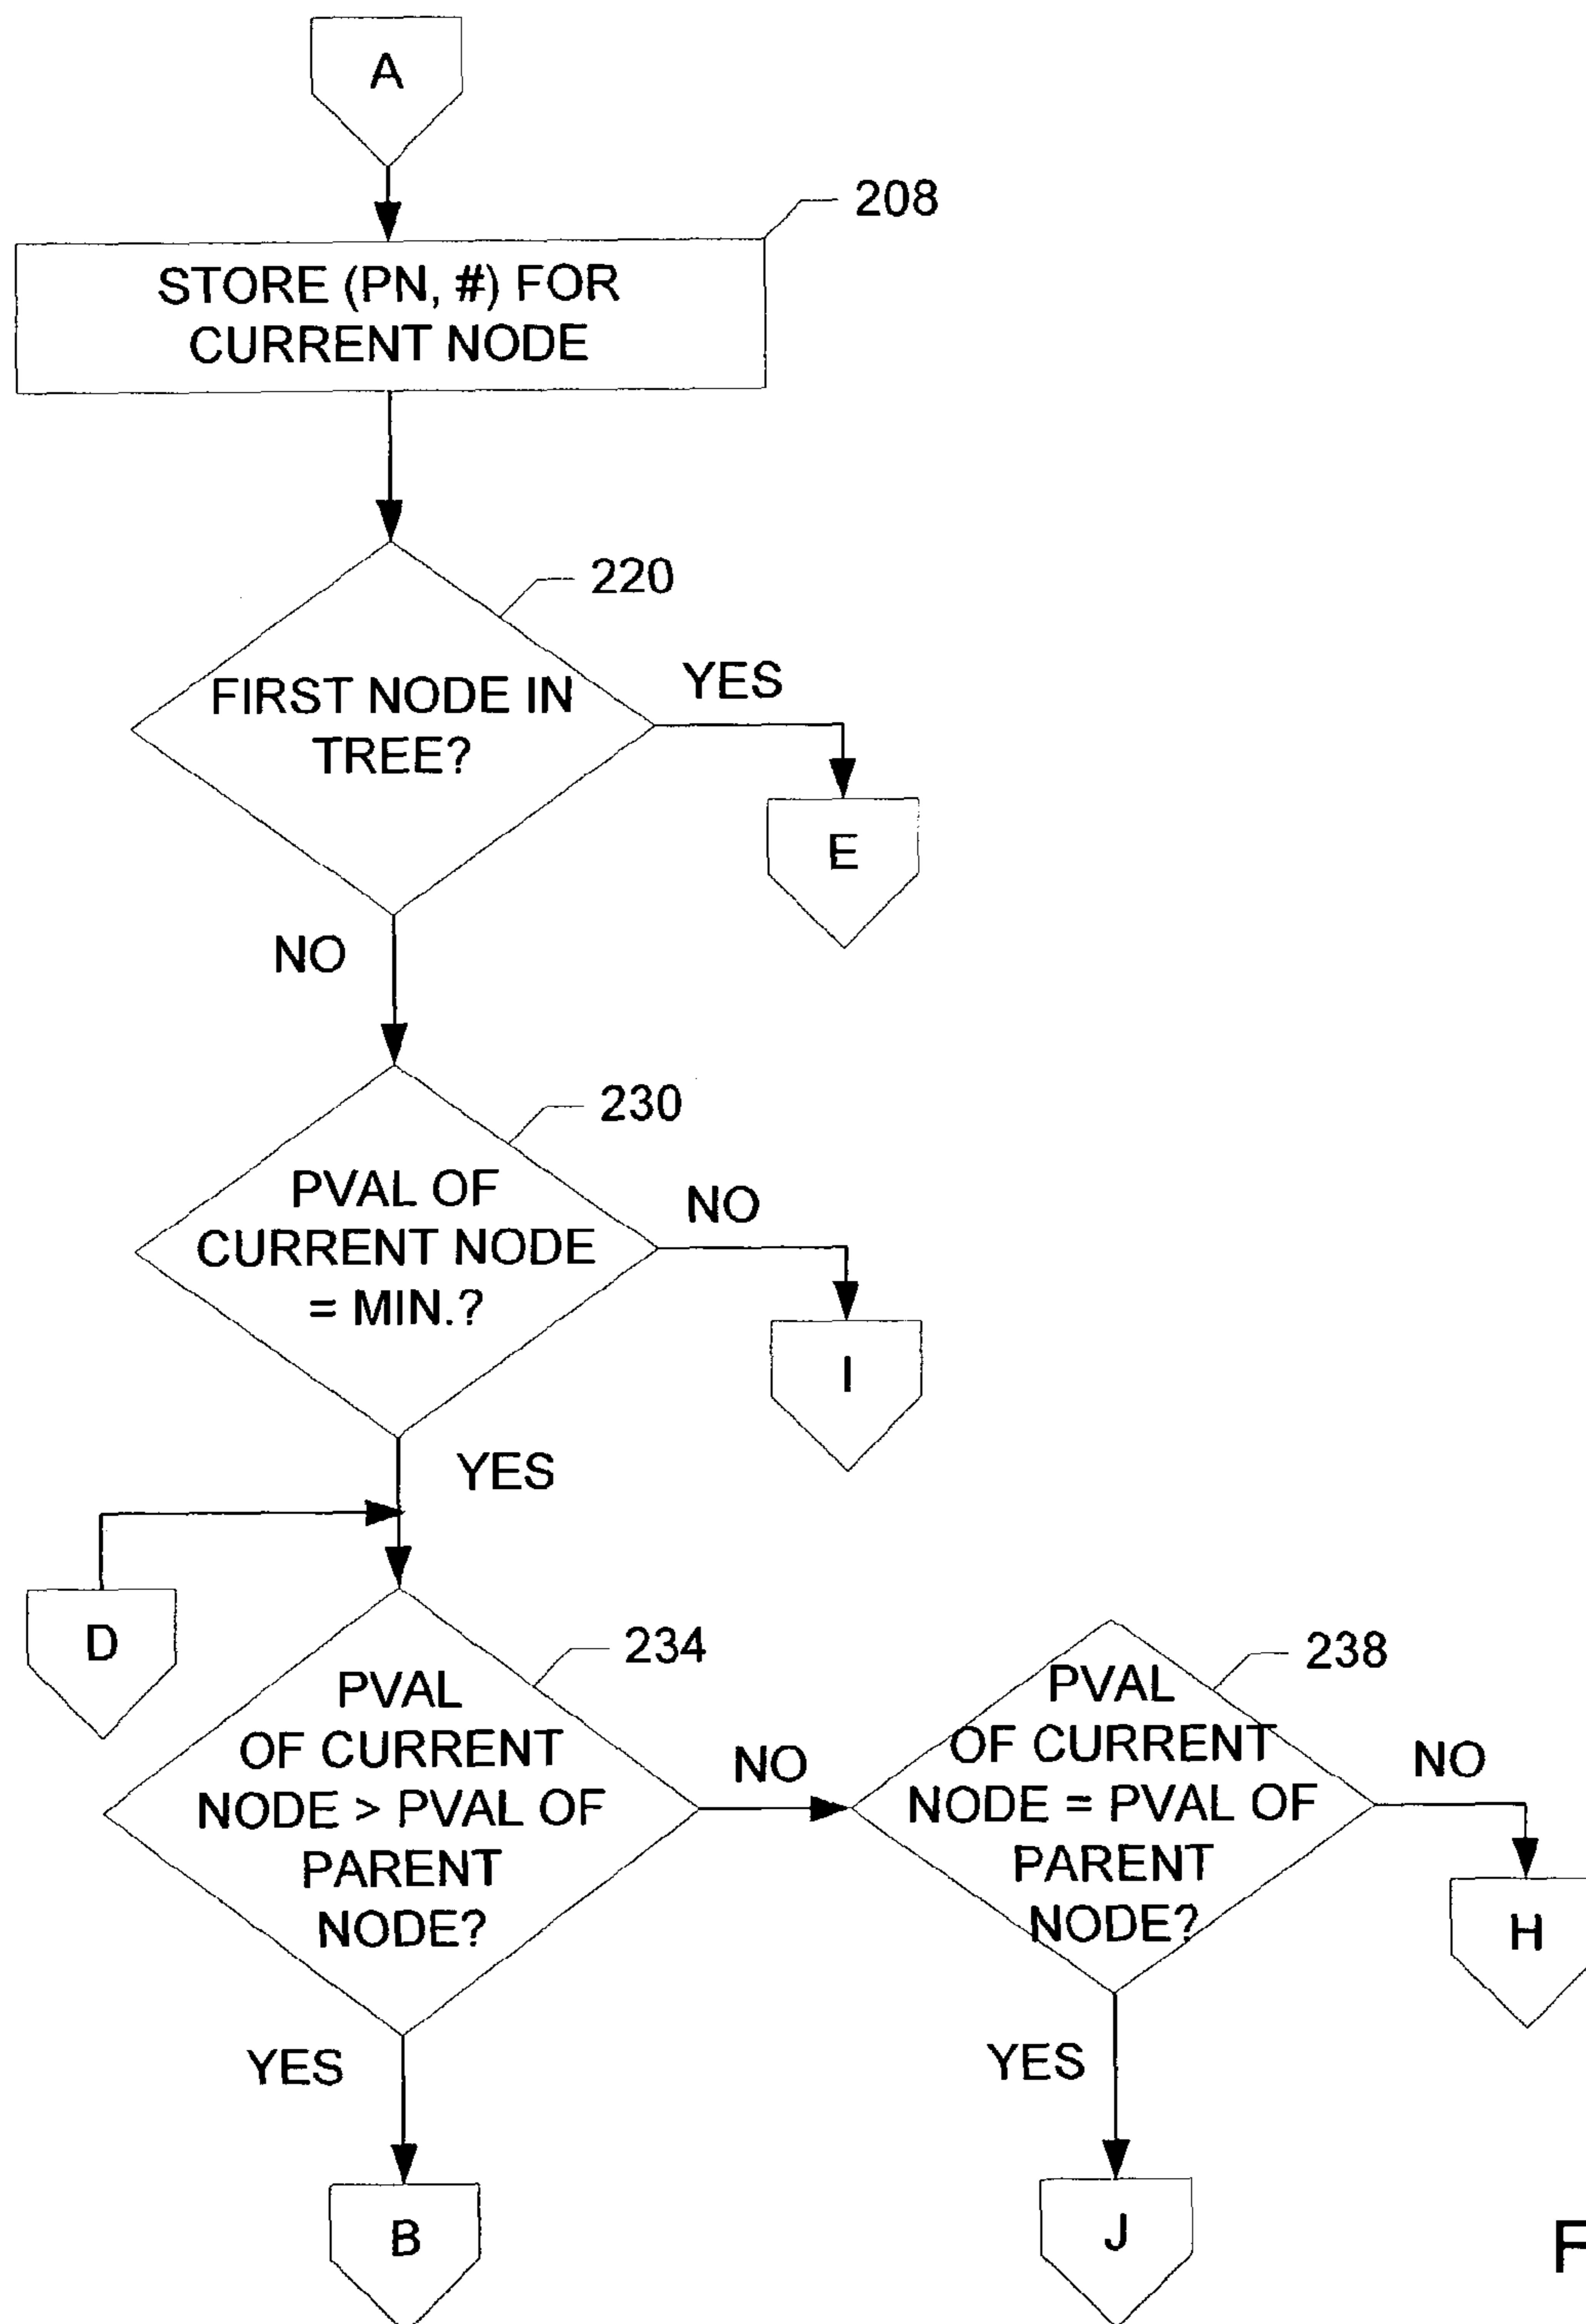 A
208
STORE (PN, #) FOR
CURRENT NODE
220
FIRST NODE IN
TREE?
YES
E
NO
230
PVAL OF
CURRENT NODE
= MIN.?
NO
I
YES
D
234
PVAL
OF CURRENT
NODE > PVAL OF
PARENT
NODE?
NO
238
PVAL
OF CURRENT
NODE = PVAL OF
PARENT
NODE?
NO
H
YES
B
YES
J
F